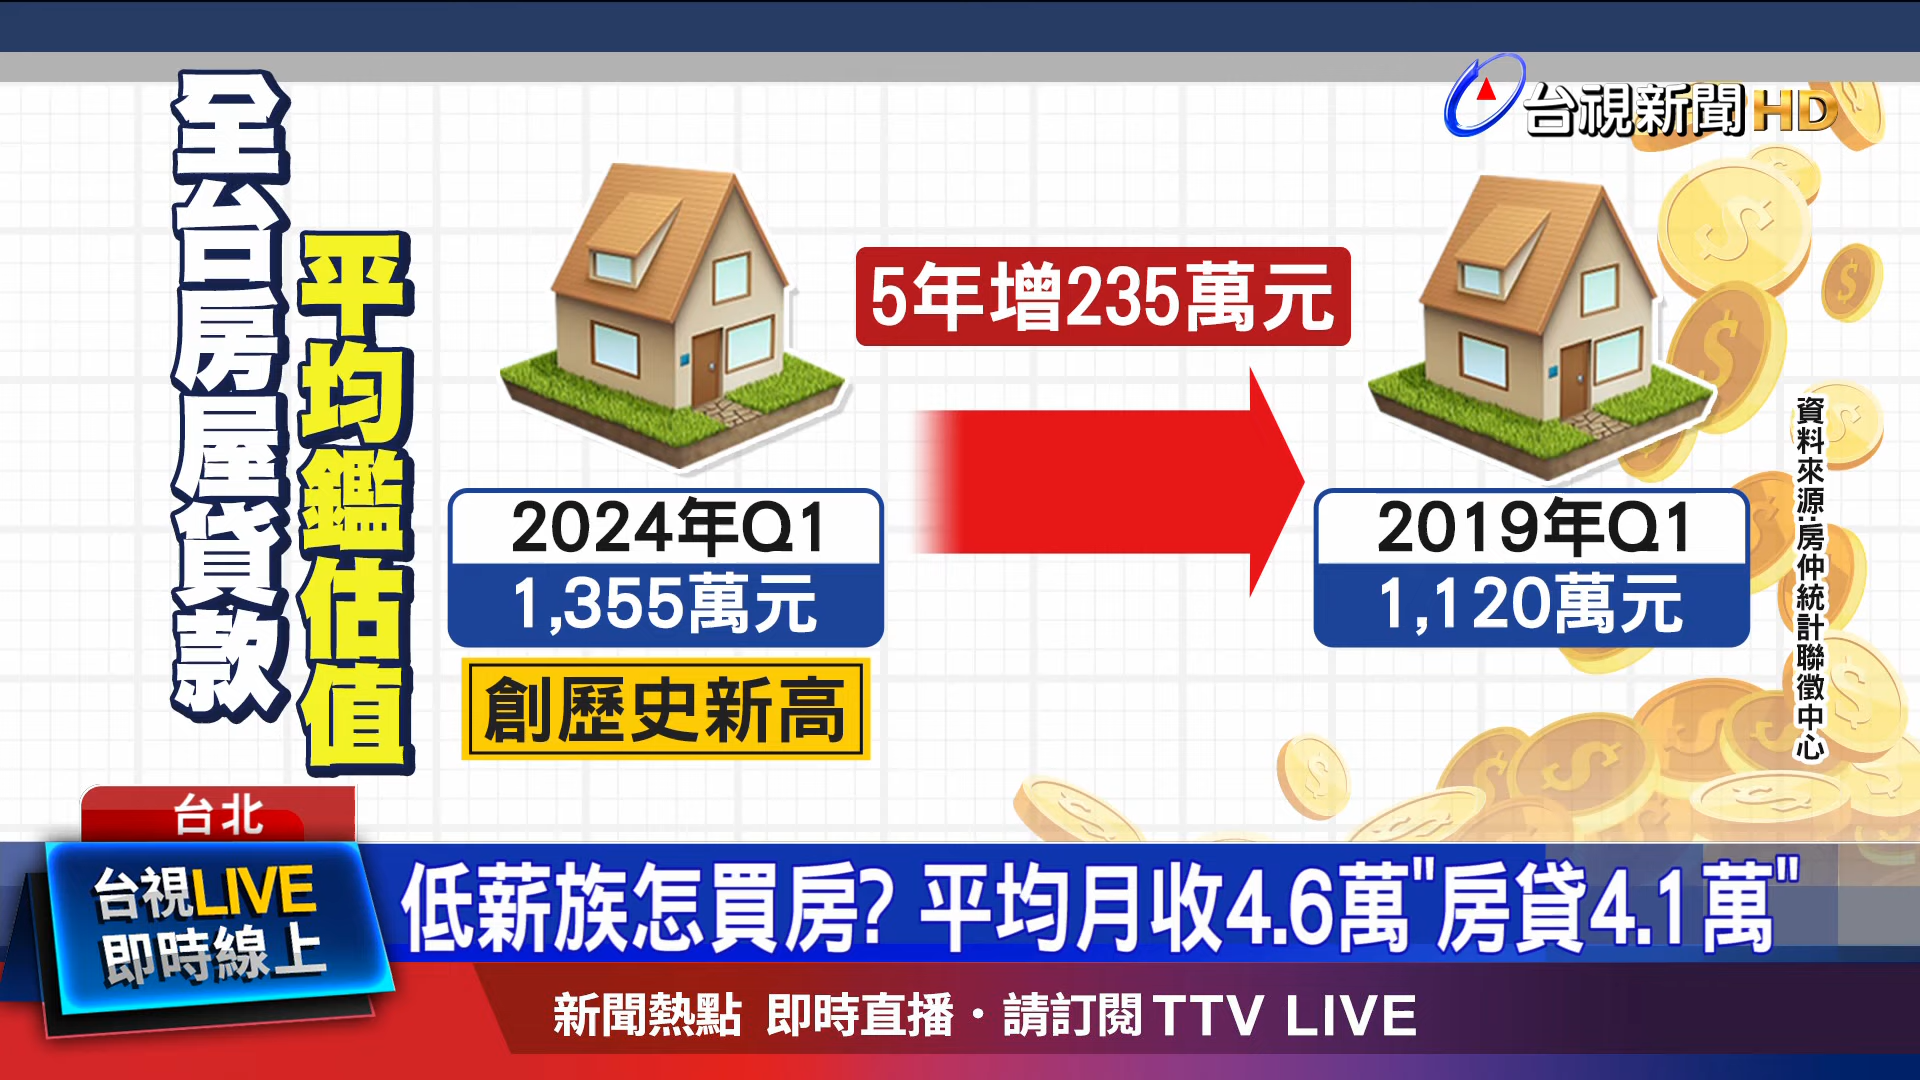 全台房屋貸款
平均鑑估值
台視新聞HD
5年增235萬元
2024年Q1
1,355萬元
創歷史新高
2019年Q1
1,120萬元
資料來源:房仲統計聯徵中心
台北
台視LIVE
即時線上
低薪族怎買房? 平均月收4.6萬"房貸4.1萬"
新聞熱點 即時直播・請訂閱TTV LIVE